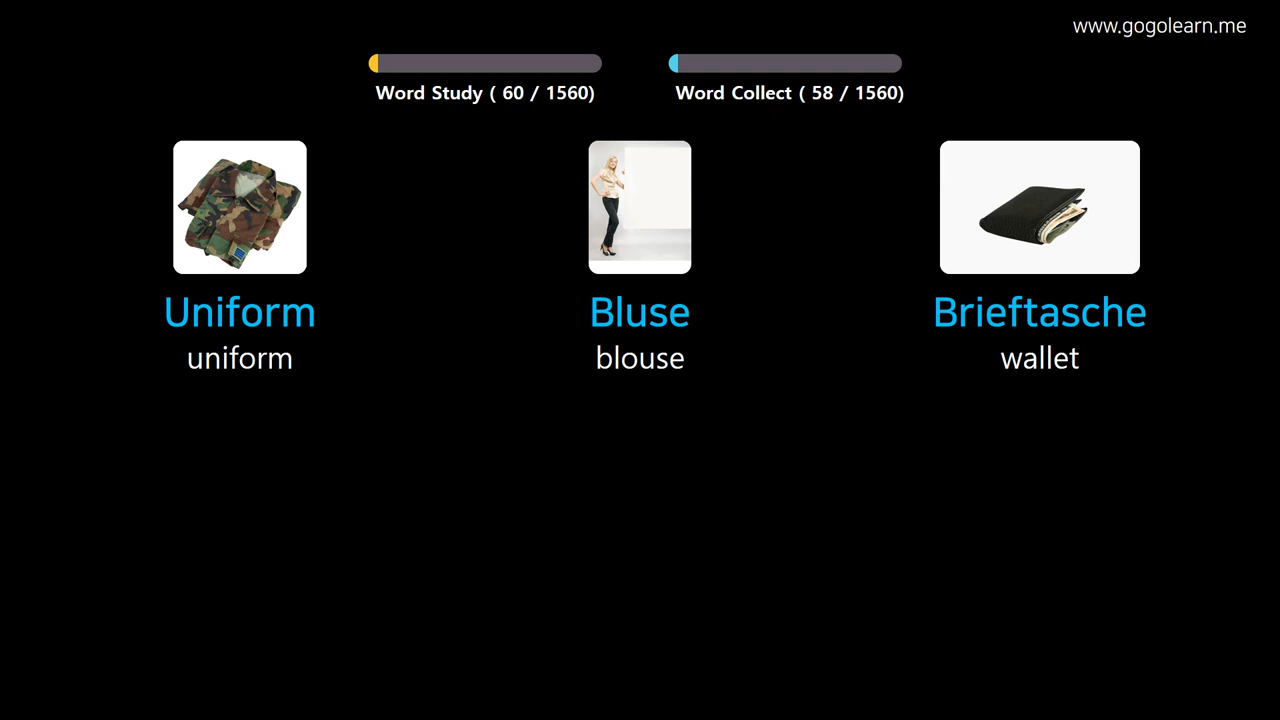 www.gogolearn.me
Word Study ( 60 / 1560)
Word Collect ( 58 / 1560)
Uniform
uniform
Bluse
blouse
Brieftasche
wallet